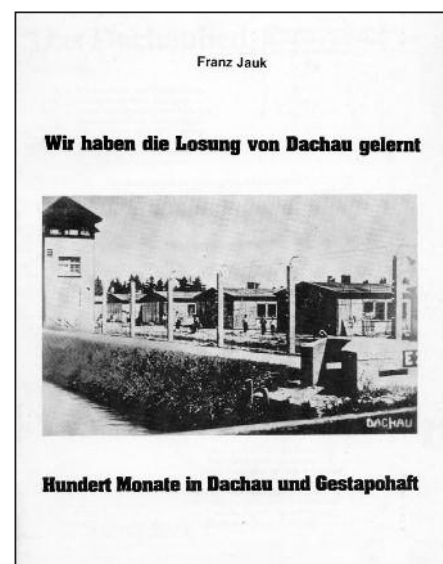 Franz Jauk
Wir haben die Losung von Dachau gelernt
DACHAU
Hundert Monate in Dachau und Gestapohaft